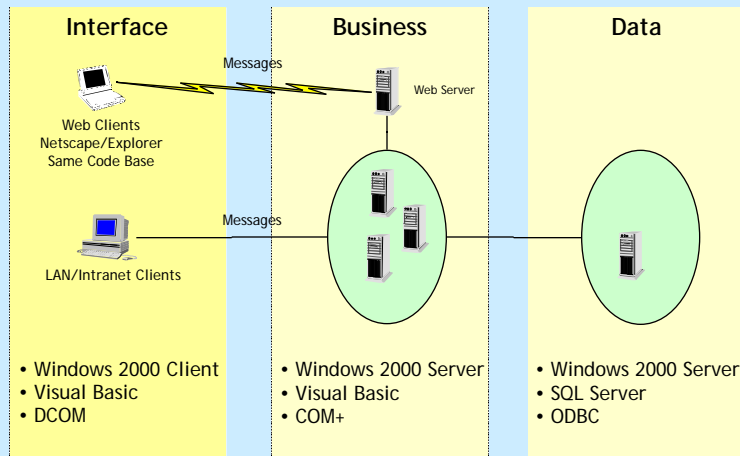 Interface
Business
Data
Messages
Web Server
Web Clients
Netscape/Explorer
Same Code Base
Messages
LAN/Intranet Clients
• Windows 2000 Client
• Visual Basic
• DCOM
• Windows 2000 Server
• Visual Basic
• COM+
• Windows 2000 Server
• SQL Server
• ODBC